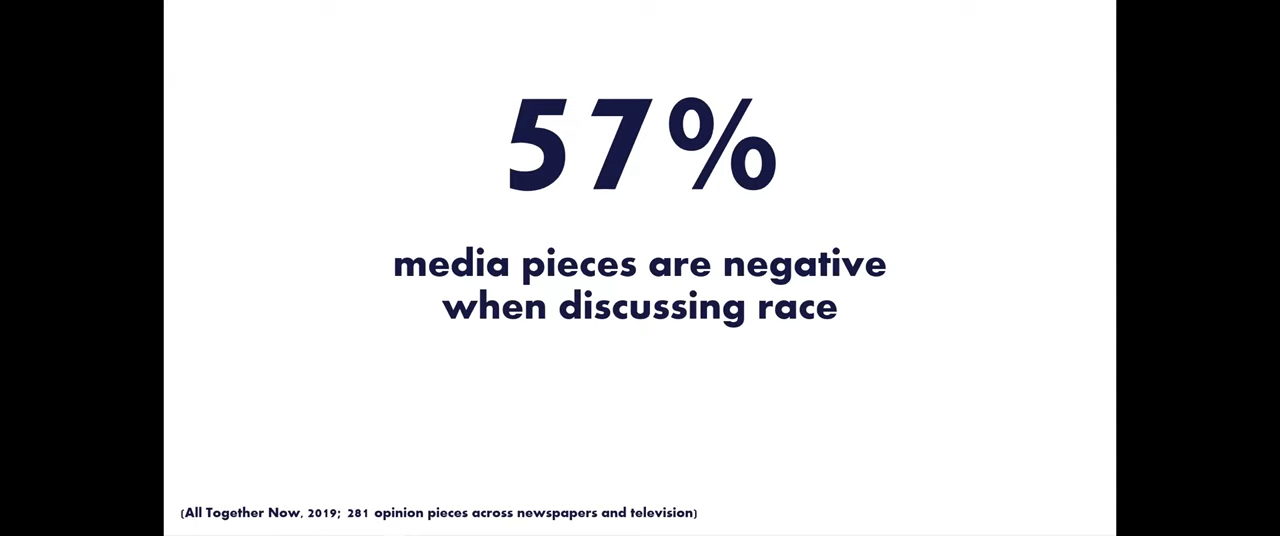 57%
media pieces are negative
when discussing race
(All Together Now, 2019; 281 opinion pieces across newspapers and television)